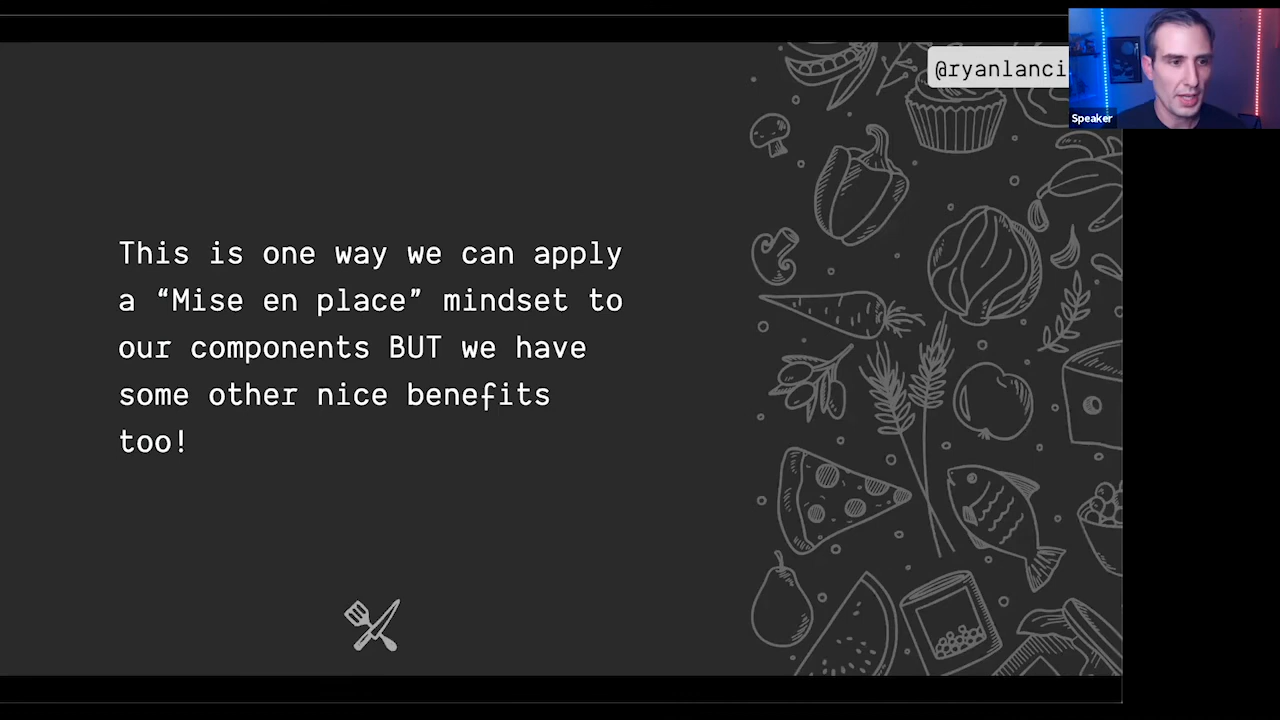 @ryanlanci
Speaker
This is one way we can apply
a “Mise en place” mindset to
our components BUT we have
some other nice benefits
too!